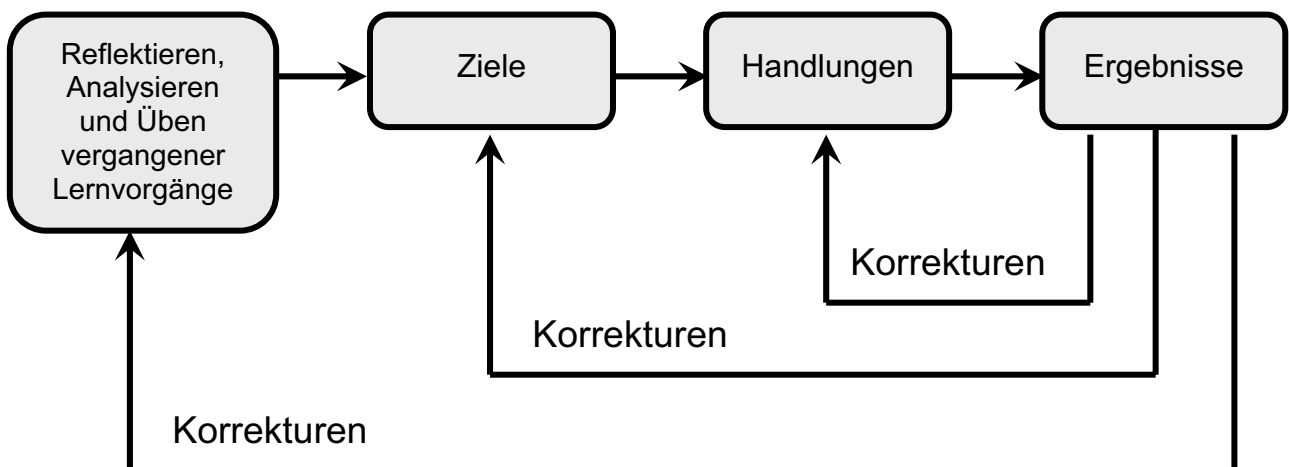 Reflektieren,
Analysieren
und Üben
vergangener
Lernvorgänge
Ziele
Handlungen
Ergebnisse
Korrekturen
Korrekturen
Korrekturen